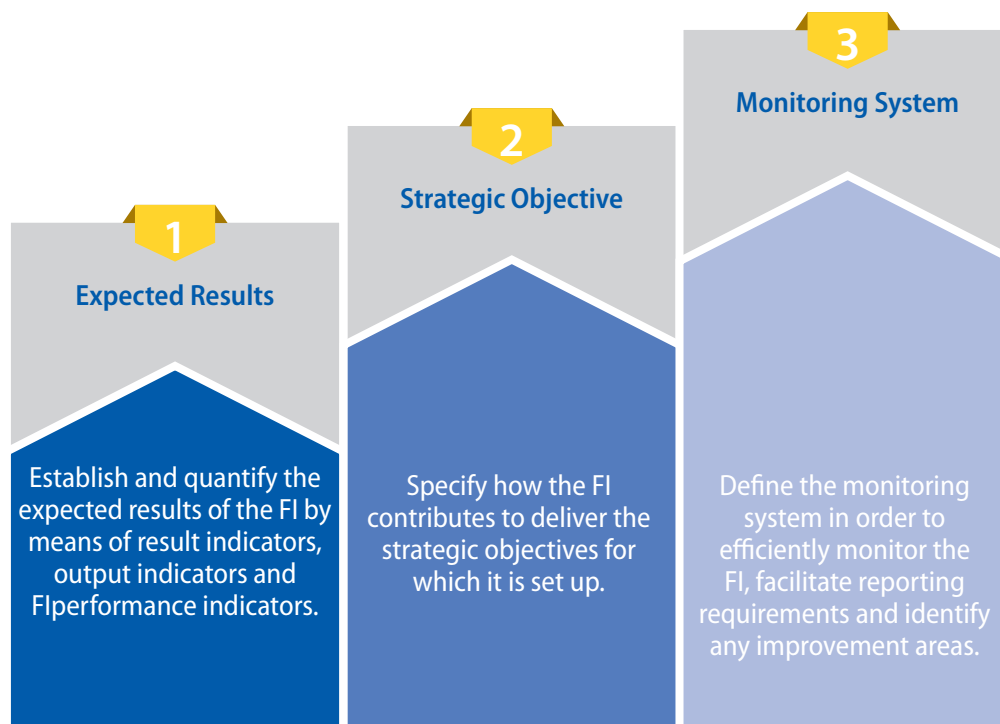 1
Expected Results
Establish and quantify the
expected results of the FI by
means of result indicators,
output indicators and
FIperformance indicators.
2
Strategic Objective
Specify how the FI
contributes to deliver the
strategic objectives for
which it is set up.
3
Monitoring System
Define the monitoring
system in order to
efficiently monitor the
FI, facilitate reporting
requirements and identify
any improvement areas.